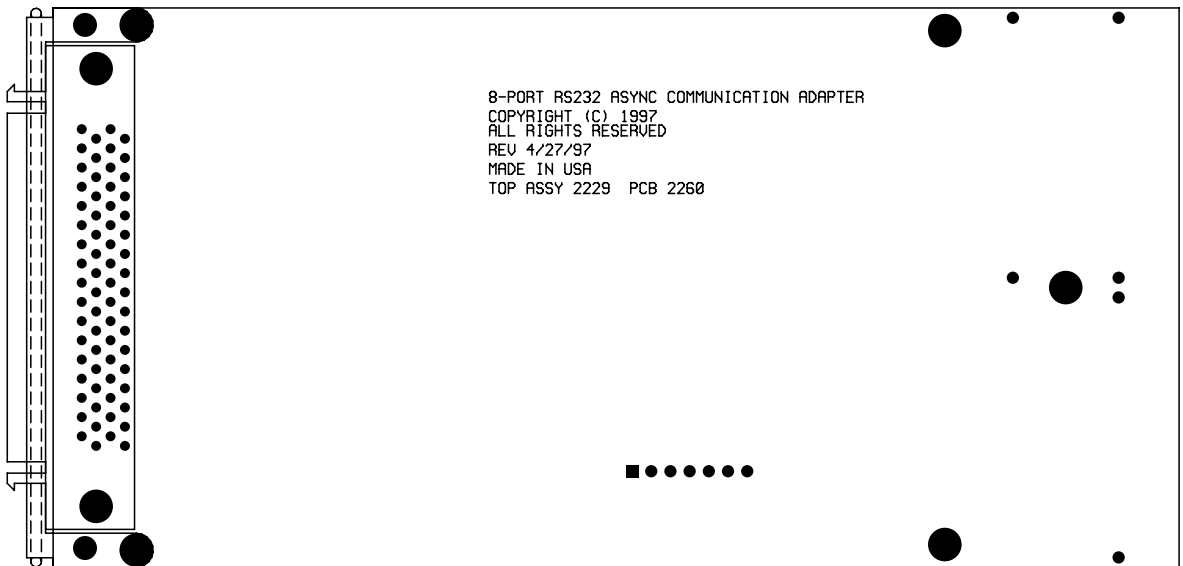 8-PORT RS232 ASYNC COMMUNICATION ADAPTER
COPYRIGHT (C) 1997
ALL RIGHTS RESERVED
REV 4/27/97
MADE IN USA
TOP ASSY 2229 PCB 2260